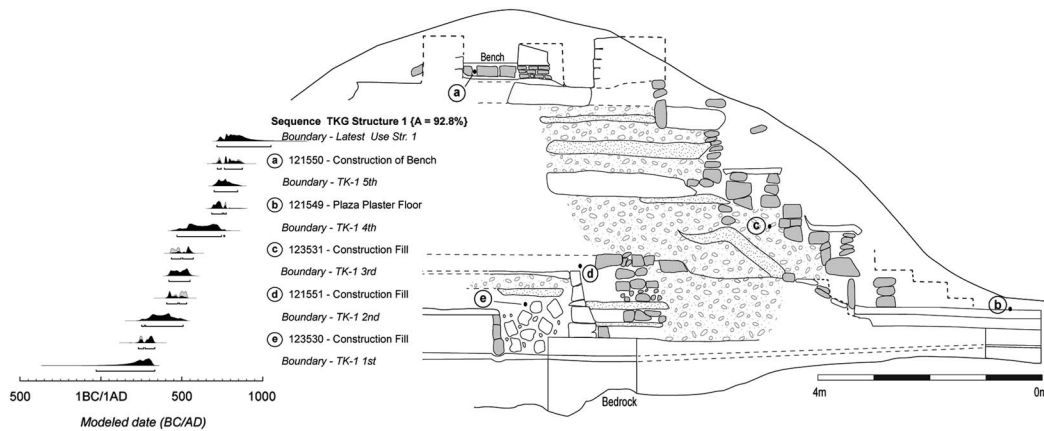 Bench
a
Sequence TKG Structure 1 {A = 92.8%}
Boundary - Latest Use Str. 1
a 121550 - Construction of Bench
Boundary - TK-1 5th
b 121549 - Plaza Plaster Floor
Boundary - TK-1 4th
c 123531 - Construction Fill
Boundary - TK-1 3rd
d 121551 - Construction Fill
Boundary - TK-1 2nd
e 123530 - Construction Fill
Boundary - TK-1 1st
500 1BC/1AD 500 1000
Modeled date (BC/AD)
c
d
e
b
Bedrock
4m 0m